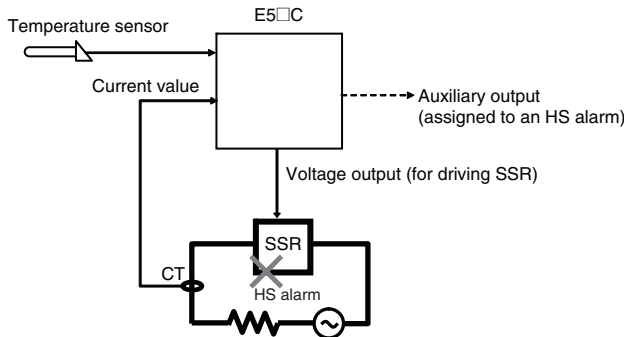 E5□C
Temperature sensor
Current value
Auxiliary output
(assigned to an HS alarm)
Voltage output (for driving SSR)
SSR
CT
HS alarm